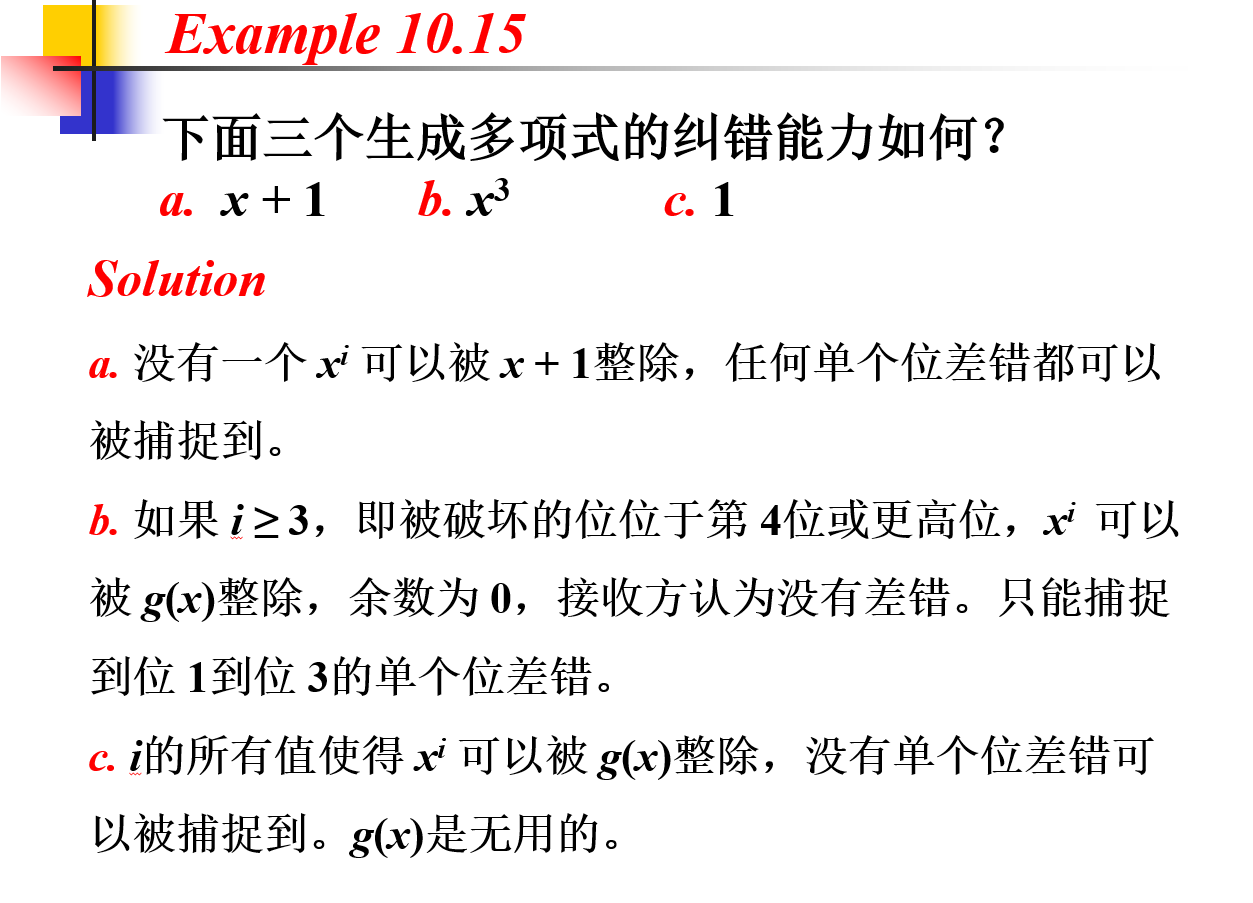 Example 10.15
下面三个生成多项式的纠错能力如何？
a. x + 1 b. x³ c. 1
Solution
a. 没有一个 xⁱ 可以被 x + 1整除，任何单个位差错都可以
被捕捉到。
b. 如果 i ≥ 3，即被破坏的位位于第 4位或更高位，xⁱ 可以
被 g(x)整除，余数为 0，接收方认为没有差错。只能捕捉
到位 1到位 3的单个位差错。
c. i的所有值使得 xⁱ 可以被 g(x)整除，没有单个位差错可
以被捕捉到。g(x)是无用的。